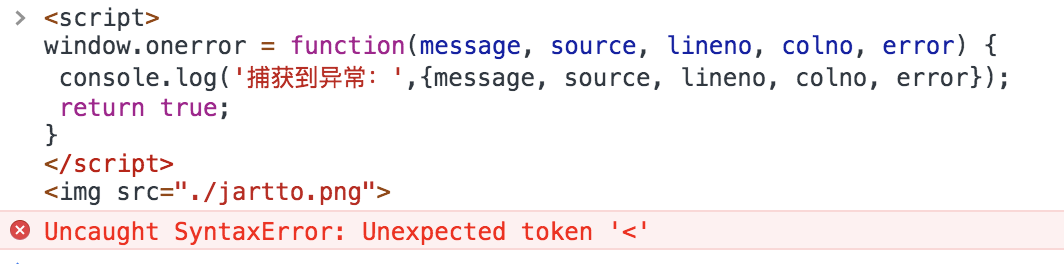 <script>
window.onerror = function(message, source, lineno, colno, error) {
 console.log('捕获到异常：',{message, source, lineno, colno, error});
 return true;
}
</script>
<img src="./jartto.png">
Uncaught SyntaxError: Unexpected token '<'